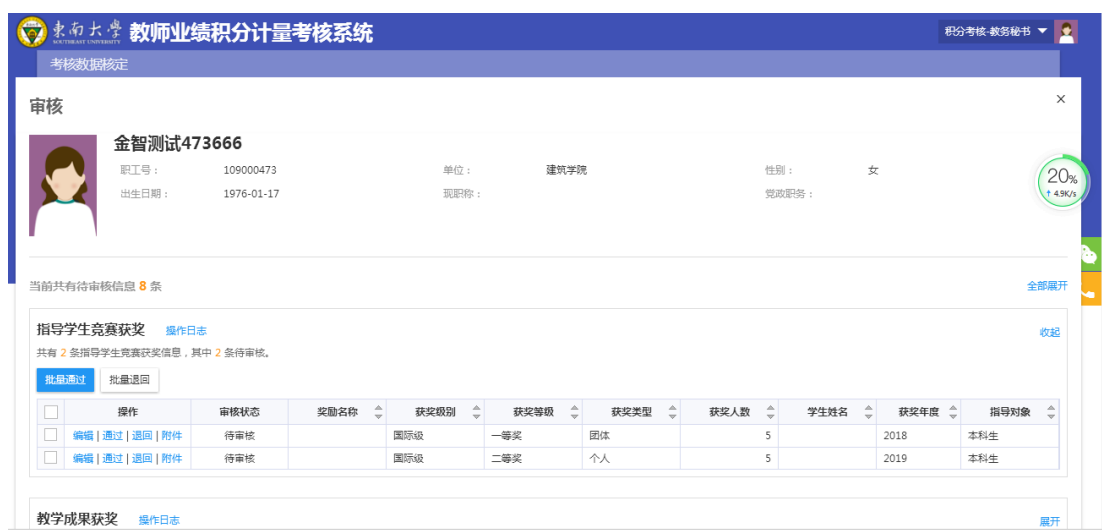 東南大學 教师业绩积分计量考核系统 积分考核-教务秘书
SOUTHEAST UNIVERSITY
考核数据核定
审核 ×
金智测试473666
职工号： 109000473 单位： 建筑学院 性别： 女
出生日期： 1976-01-17 现职称： 党政职务：
20%
↑ 4.9K/s
当前共有待审核信息 8 条 全部展开
指导学生竞赛获奖 操作日志 收起
共有 2 条指导学生竞赛获奖信息，其中 2 条待审核。
批量通过 批量退回
操作 审核状态 奖励名称 获奖级别 获奖等级 获奖类型 获奖人数 学生姓名 获奖年度 指导对象
编辑 | 通过 | 退回 | 附件 待审核 国际级 一等奖 团体 5 2018 本科生
编辑 | 通过 | 退回 | 附件 待审核 国际级 二等奖 个人 5 2019 本科生
教学成果获奖 操作日志 展开